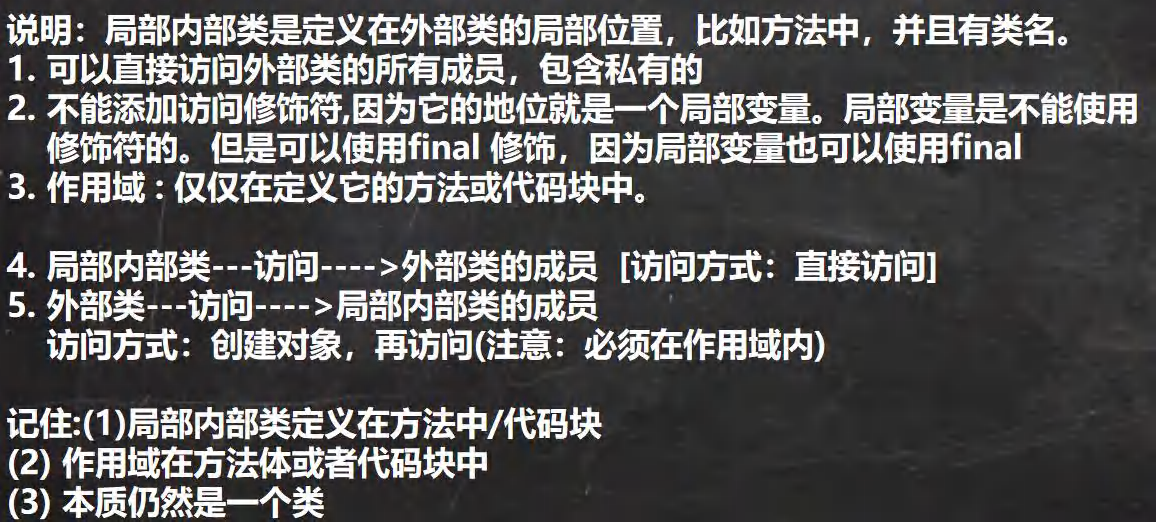 说明：局部内部类是定义在外部类的局部位置，比如方法中，并且有类名。
1. 可以直接访问外部类的所有成员，包含私有的
2. 不能添加访问修饰符,因为它的地位就是一个局部变量。局部变量是不能使用
修饰符的。但是可以使用final 修饰，因为局部变量也可以使用final
3. 作用域 : 仅仅在定义它的方法或代码块中。
4. 局部内部类---访问---->外部类的成员 [访问方式：直接访问]
5. 外部类---访问---->局部内部类的成员
访问方式：创建对象，再访问(注意：必须在作用域内)
记住:(1)局部内部类定义在方法中/代码块
(2) 作用域在方法体或者代码块中
(3) 本质仍然是一个类